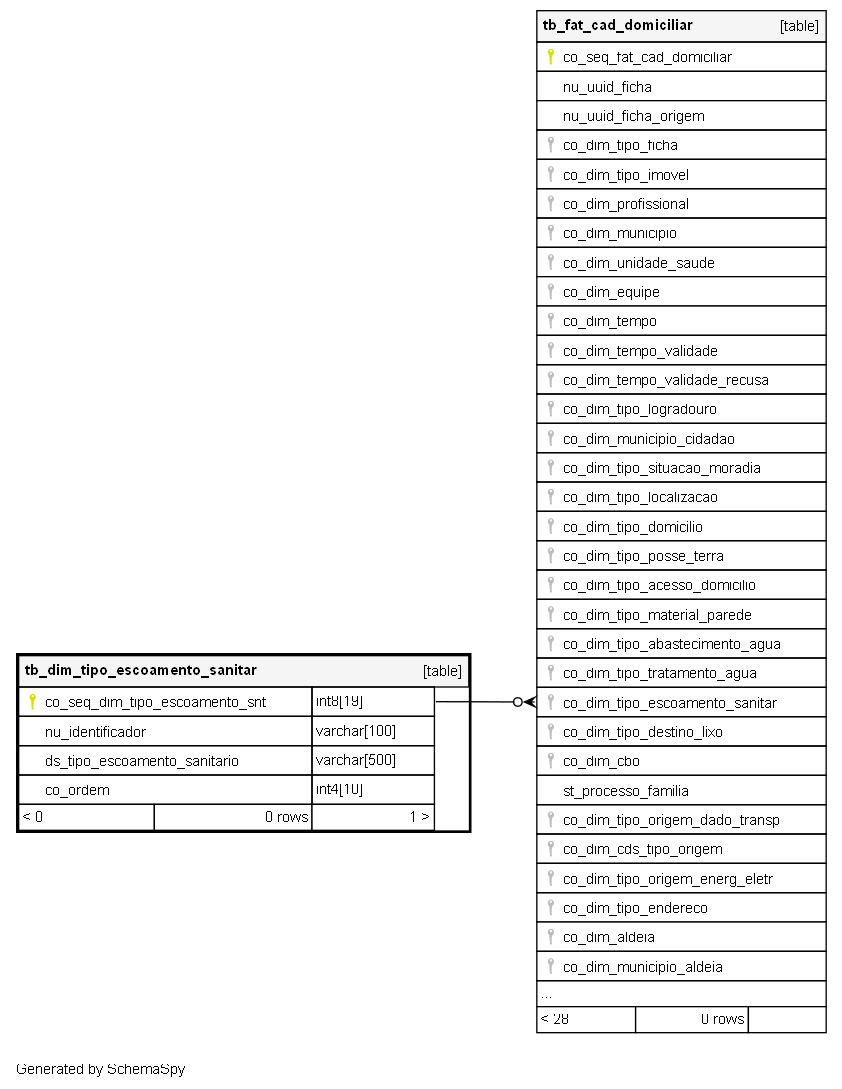 tb_fat_cad_domiciliar [table]
co_seq_fat_cad_domiciliar
nu_uuid_ficha
nu_uuid_ficha_origem
co_dim_tipo_ficha
co_dim_tipo_imovel
co_dim_profissional
co_dim_municipio
co_dim_unidade_saude
co_dim_equipe
co_dim_tempo
co_dim_tempo_validade
co_dim_tempo_validade_recusa
co_dim_tipo_logradouro
co_dim_municipio_cidadao
co_dim_tipo_situacao_moradia
co_dim_tipo_localizacao
co_dim_tipo_domicilio
co_dim_tipo_posse_terra
co_dim_tipo_acesso_domicilio
co_dim_tipo_material_parede
co_dim_tipo_abastecimento_agua
co_dim_tipo_tratamento_agua
co_dim_tipo_escoamento_sanitar
co_dim_tipo_destino_lixo
co_dim_cbo
st_processo_familia
co_dim_tipo_origem_dado_transp
co_dim_cds_tipo_origem
co_dim_tipo_origem_energ_eletr
co_dim_tipo_endereco
co_dim_aldeia
co_dim_municipio_aldeia
...
< 28 0 rows
tb_dim_tipo_escoamento_sanitar [table]
co_seq_dim_tipo_escoamento_snt int8[19]
nu_identificador varchar[100]
ds_tipo_escoamento_sanitario varchar[500]
co_ordem int4[10]
< 0 0 rows 1 >
Generated by SchemaSpy